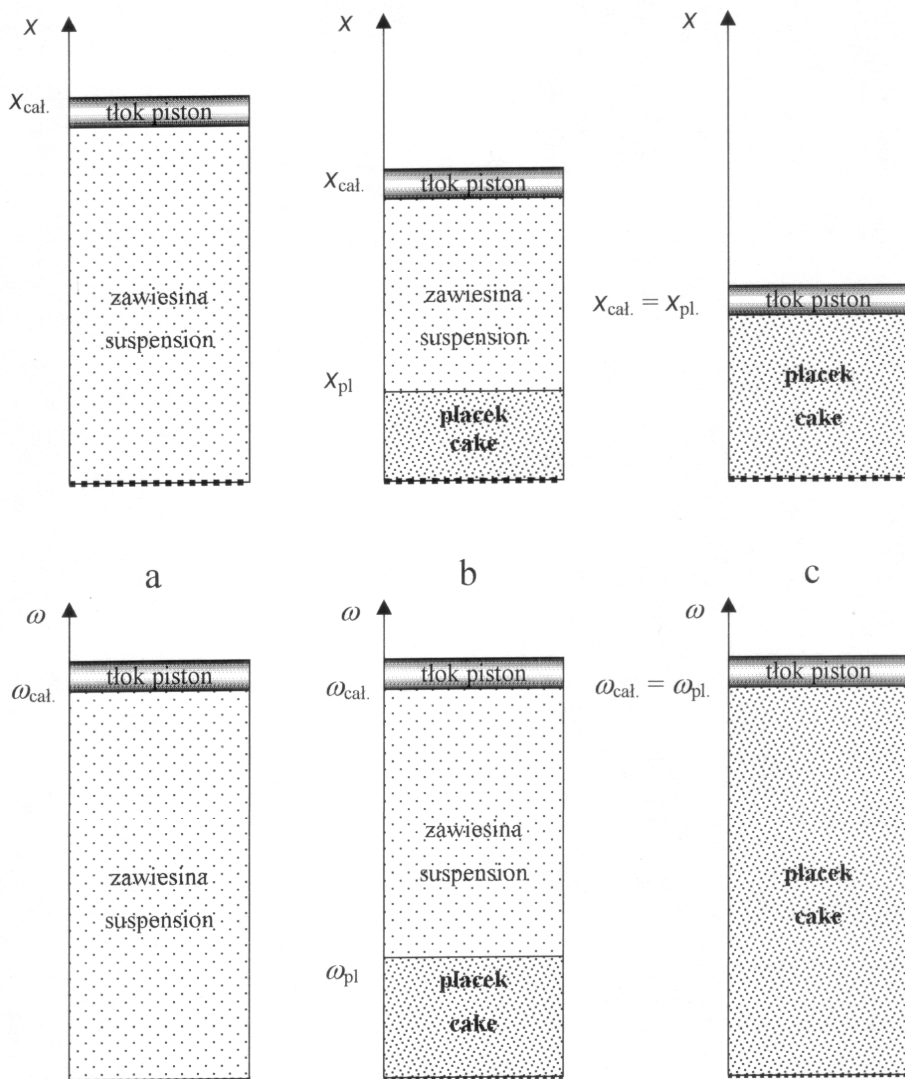 x
x
x
tłok piston
xcał.
xcał.
tłok piston
zawiesina
suspension
zawiesina
suspension
xcał. = xpl.
tłok piston
xpl
placek
cake
placek
cake
a
b
c
ω
ω
ω
tłok piston
tłok piston
tłok piston
ωcał.
ωcał.
ωcał. = ωpl.
zawiesina
suspension
zawiesina
suspension
placek
cake
ωpl
placek
cake